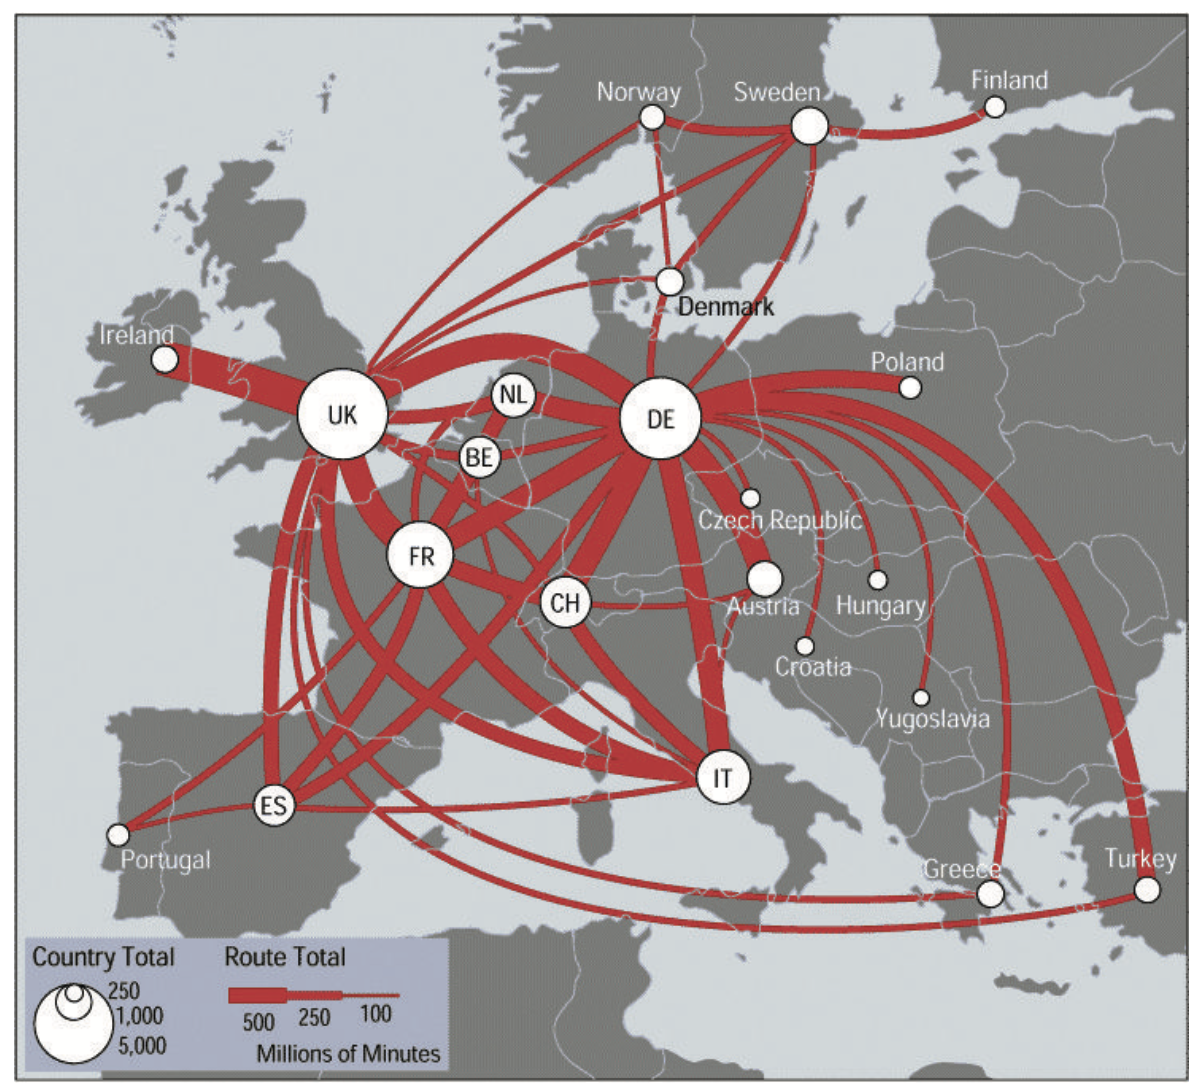 Finland
Norway
Sweden
Denmark
Ireland
Poland
NL
UK
DE
BE
Czech Republic
FR
CH
Austria
Hungary
Croatia
Yugoslavia
IT
ES
Portugal
Greece
Turkey
Country Total
250
1,000
5,000
Route Total
500
250
100
Millions of Minutes